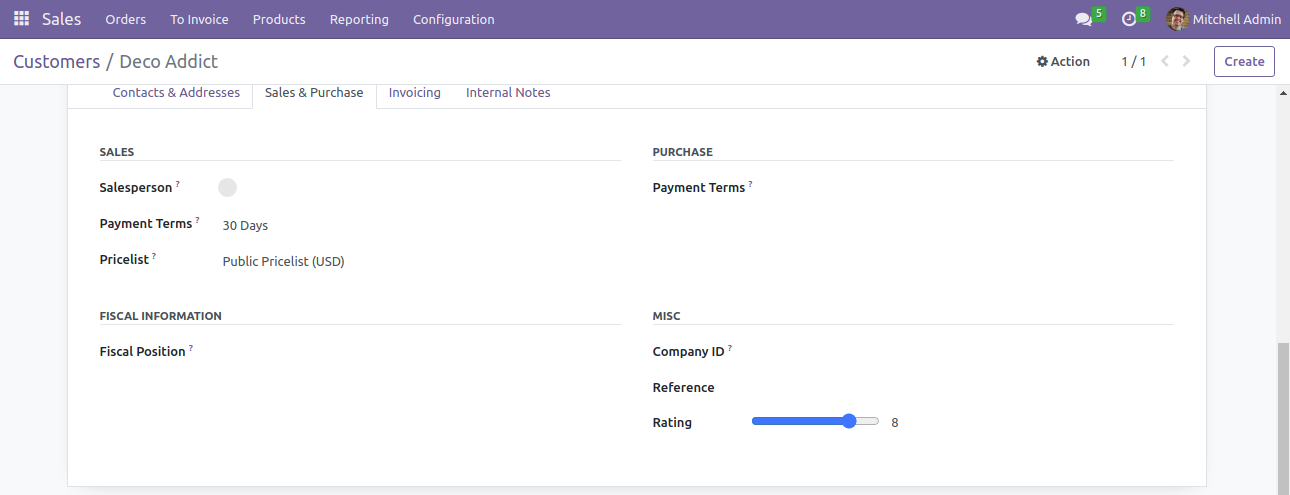 Sales Orders To Invoice Products Reporting Configuration 5 8 Mitchell Admin
Customers / Deco Addict Action 1 / 1 Create
Contacts & Addresses Sales & Purchase Invoicing Internal Notes
SALES PURCHASE
Salesperson ? Payment Terms ?
Payment Terms ? 30 Days
Pricelist ? Public Pricelist (USD)
FISCAL INFORMATION MISC
Fiscal Position ? Company ID ?
Reference
Rating 8